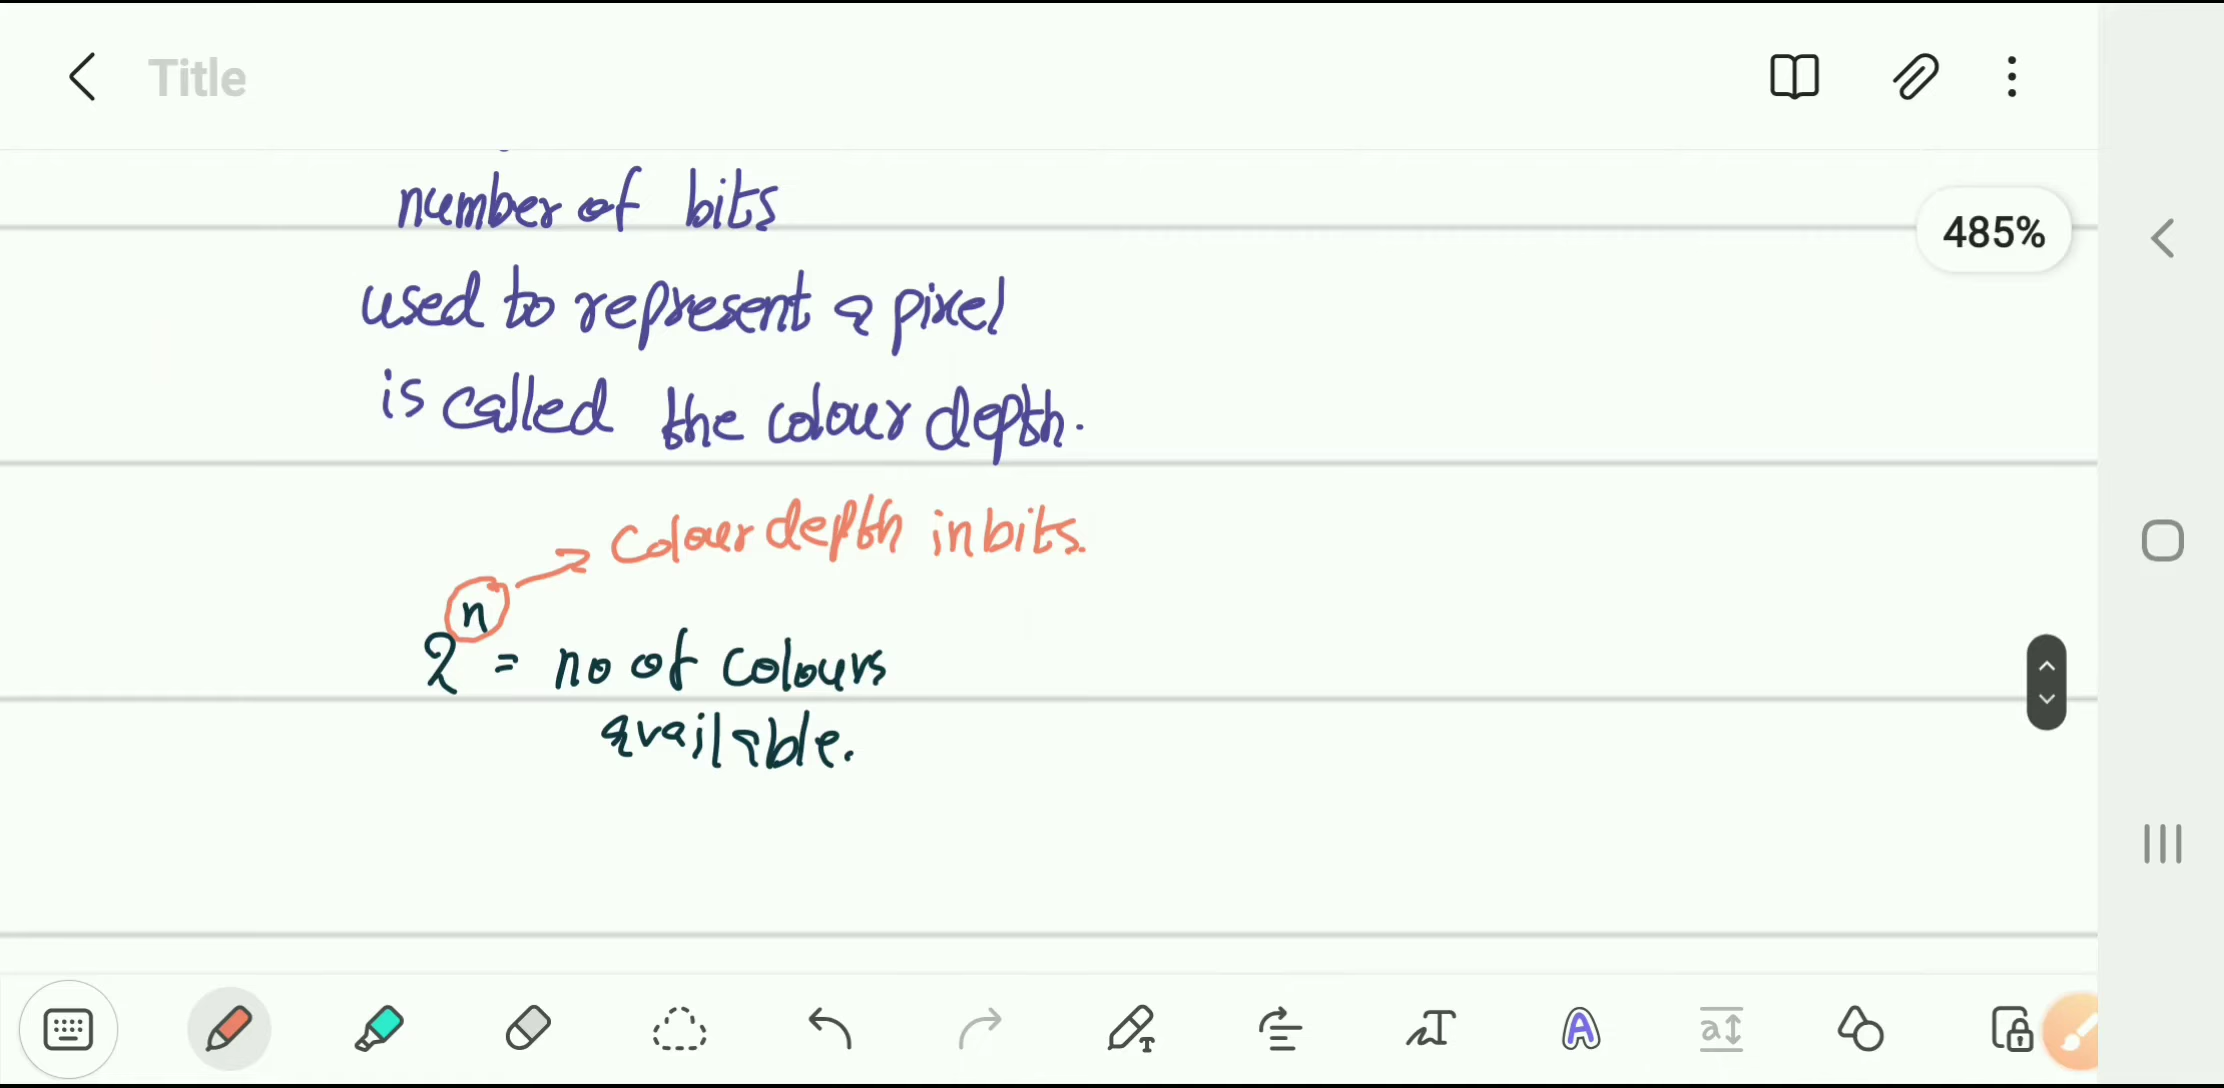 Title
485%
number of bits
used to represent a pixel
is called the colour depth.
colour depth in bits.
2^n = no of colours
available.